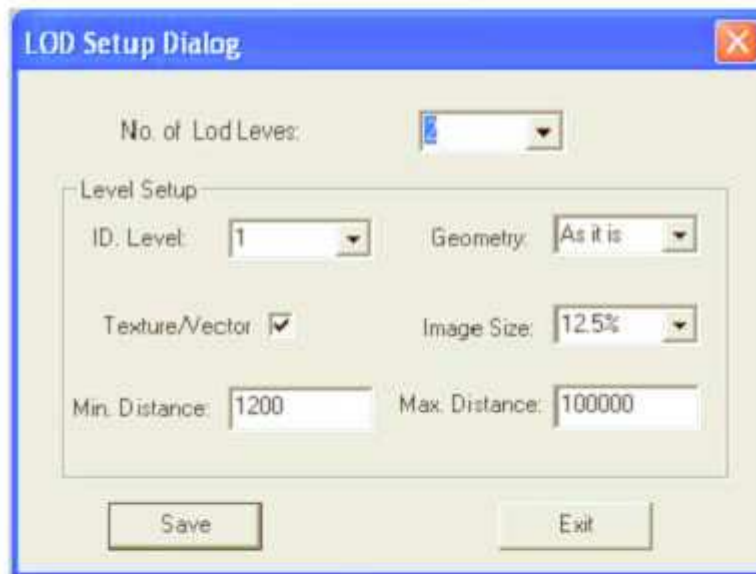 LOD Setup Dialog
No. of Lod Leves: 2
Level Setup
ID. Level: 1 Geometry: As it is
Texture/Vector Image Size: 12.5%
Min. Distance: 1200 Max. Distance: 100000
Save Exit